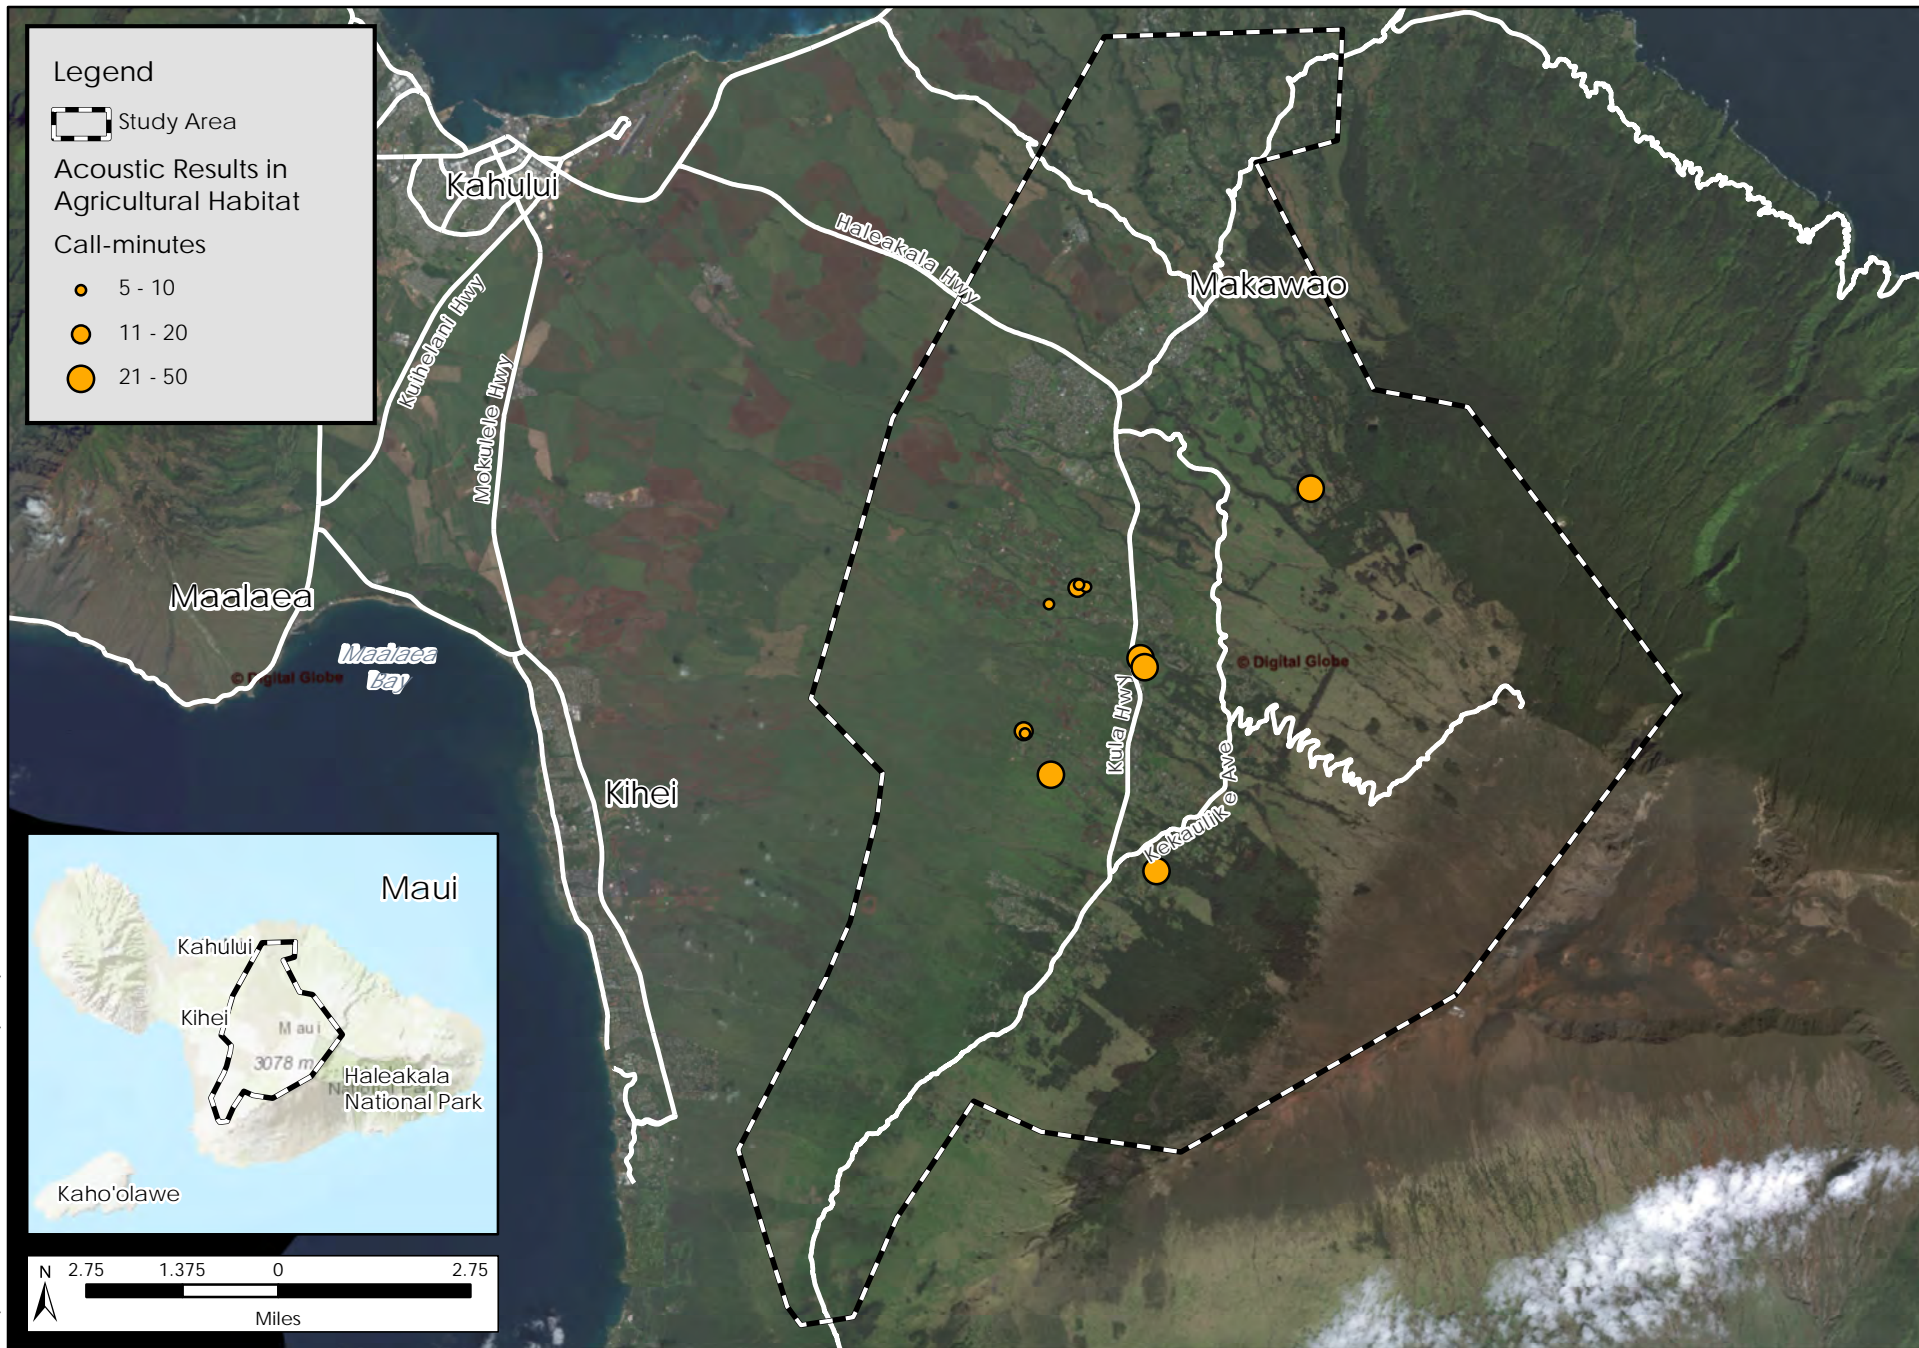 Legend
Study Area
Acoustic Results in
Agricultural Habitat
Call-minutes
5 - 10
11 - 20
21 - 50
Kahului
Haleakala Hwy
Makawao
Kuihelani Hwy
Mokulele Hwy
Maalaea
Maalaea
Bay
© Digital Globe
© Digital Globe
Kula Hwy
Kekaulike Ave
Kihei
Maui
Kahului
Kihei
Maui
3078 m
Haleakala
National Park
National Park
Kaho'olawe
N
2.75 1.375 0 2.75
Miles